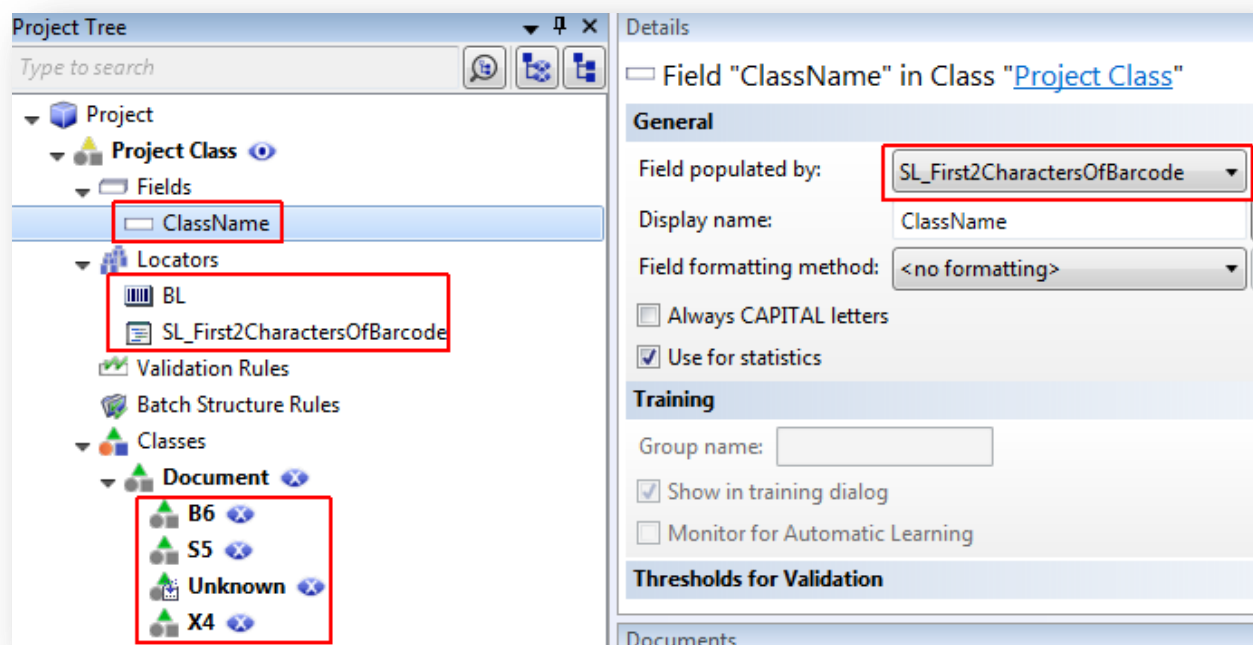 Project Tree
Type to search
Project
Project Class
Fields
ClassName
Locators
BL
SL_First2CharactersOfBarcode
Validation Rules
Batch Structure Rules
Classes
Document
B6
S5
Unknown
X4
Details
Field "ClassName" in Class "Project Class"
General
Field populated by: SL_First2CharactersOfBarcode
Display name: ClassName
Field formatting method: <no formatting>
Always CAPITAL letters
Use for statistics
Training
Group name:
Show in training dialog
Monitor for Automatic Learning
Thresholds for Validation
Documents